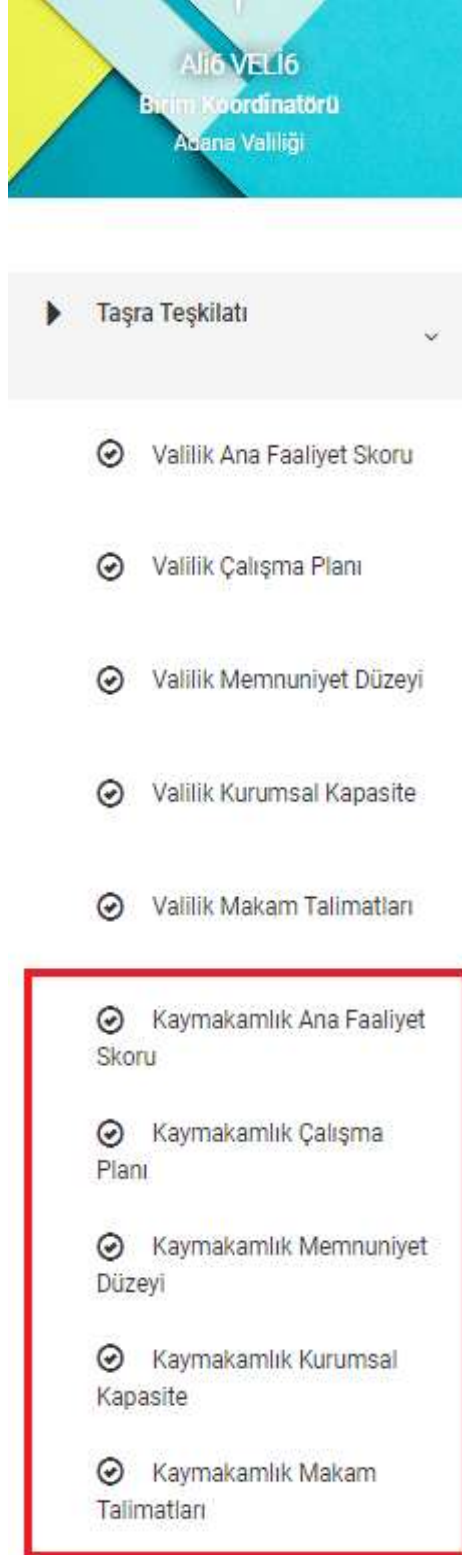 Ali6 VELİ6
Birim Koordinatörü
Adana Valiliği
Taşra Teşkilatı
Valilik Ana Faaliyet Skoru
Valilik Çalışma Planı
Valilik Memnuniyet Düzeyi
Valilik Kurumsal Kapasite
Valilik Makam Talimatları
Kaymakamlık Ana Faaliyet
Skoru
Kaymakamlık Çalışma
Planı
Kaymakamlık Memnuniyet
Düzeyi
Kaymakamlık Kurumsal
Kapasite
Kaymakamlık Makam
Talimatları